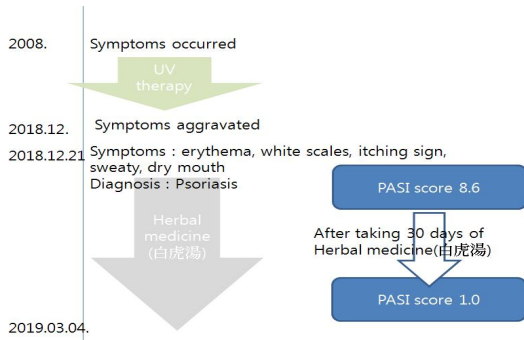 2008.
Symptoms occurred
UV
therapy
2018.12.
Symptoms aggravated
2018.12.21
Symptoms : erythema, white scales, itching sign,
sweaty, dry mouth
Diagnosis : Psoriasis
Herbal
medicine
(白虎湯)
PASI score 8.6
After taking 30 days of
Herbal medicine(白虎湯)
PASI score 1.0
2019.03.04.